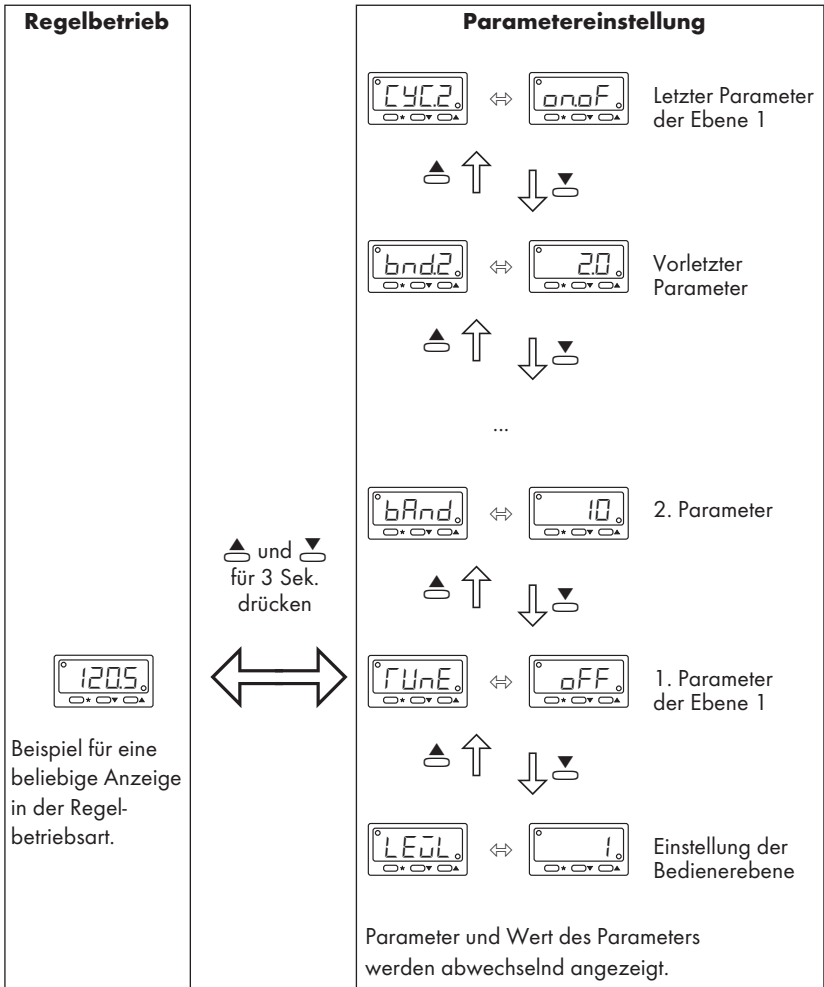 Regelbetrieb
Parametereinstellung
CYC.2 ⇔ on.oF
Letzter Parameter
der Ebene 1
bnd.2 ⇔ 2.0
Vorletzter
Parameter
...
bAnd ⇔ 10
2. Parameter
und
für 3 Sek.
drücken
120.5
TUnE ⇔ oFF
1. Parameter
der Ebene 1
Beispiel für eine
beliebige Anzeige
in der Regel-
betriebsart.
LEVL ⇔ 1
Einstellung der
Bedienerebene
Parameter und Wert des Parameters
werden abwechselnd angezeigt.